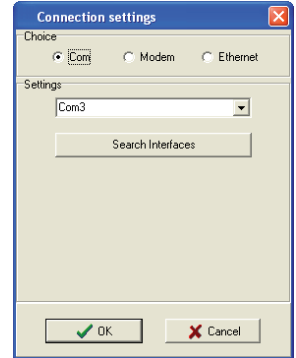 Connection settings
Choice
Com Modem Ethernet
Settings
Com3
Search Interfaces
OK Cancel